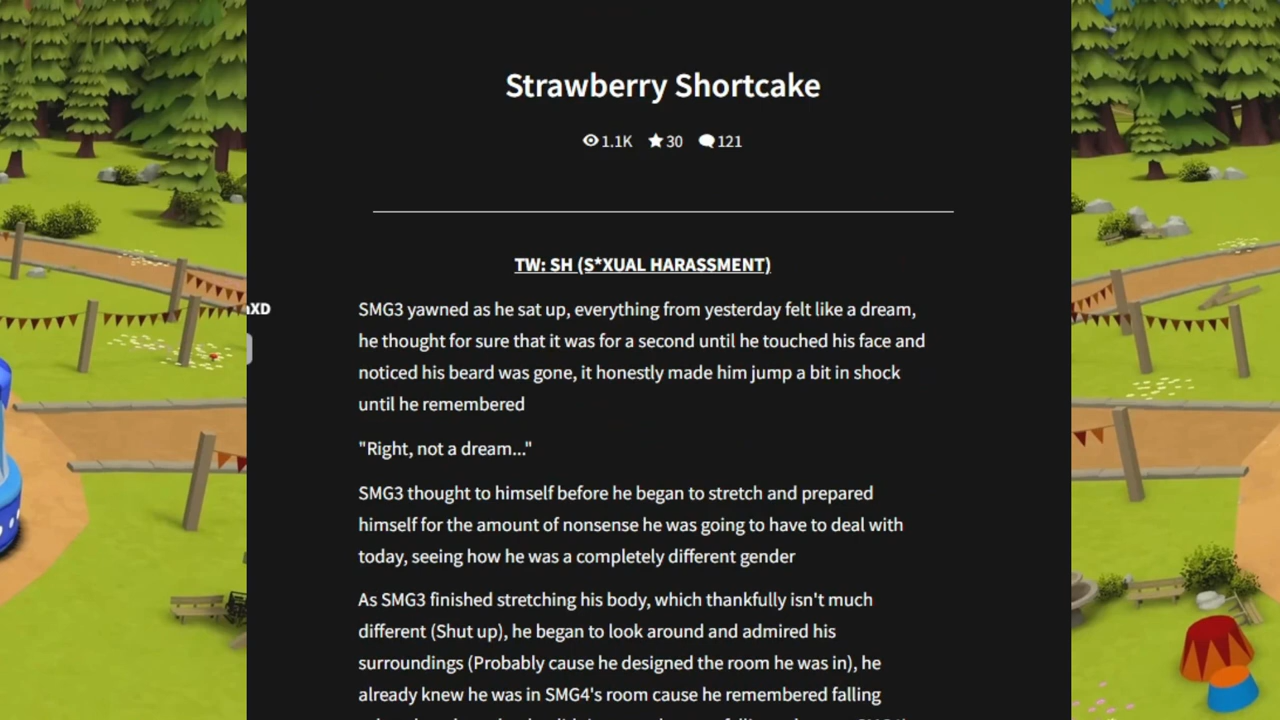 Strawberry Shortcake
1.1K 30 121
TW: SH (S*XUAL HARASSMENT)
XD
SMG3 yawned as he sat up, everything from yesterday felt like a dream,
he thought for sure that it was for a second until he touched his face and
noticed his beard was gone, it honestly made him jump a bit in shock
until he remembered
"Right, not a dream..."
SMG3 thought to himself before he began to stretch and prepared
himself for the amount of nonsense he was going to have to deal with
today, seeing how he was a completely different gender
As SMG3 finished stretching his body, which thankfully isn't much
different (Shut up), he began to look around and admired his
surroundings (Probably cause he designed the room he was in), he
already knew he was in SMG4's room cause he remembered falling